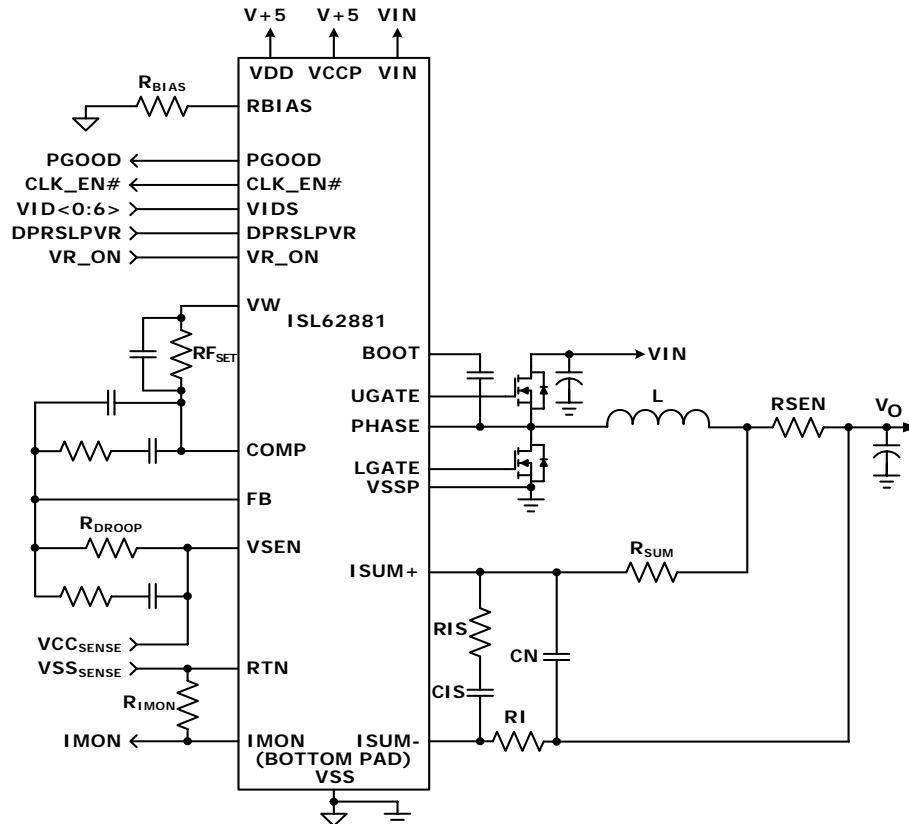 V+5 V+5 VIN
VDD VCCP VIN
RBIAS
RBIAS
PGOOD PGOOD
CLK_EN# CLK_EN#
VID<0:6> VIDS
DPRSLPVR DPRSLPVR
VR_ON VR_ON
VW
ISL62881
RFSET
BOOT
VIN
UGATE
L
RSEN
VO
PHASE
COMP
LGATE
VSSP
FB
RDROOP
VSEN
RSUM
ISUM+
RIS
CN
VCCSENSE
VSSSENSE
RTN
CIS
RIMON
RI
IMON
IMON
ISUM-
(BOTTOM PAD)
VSS